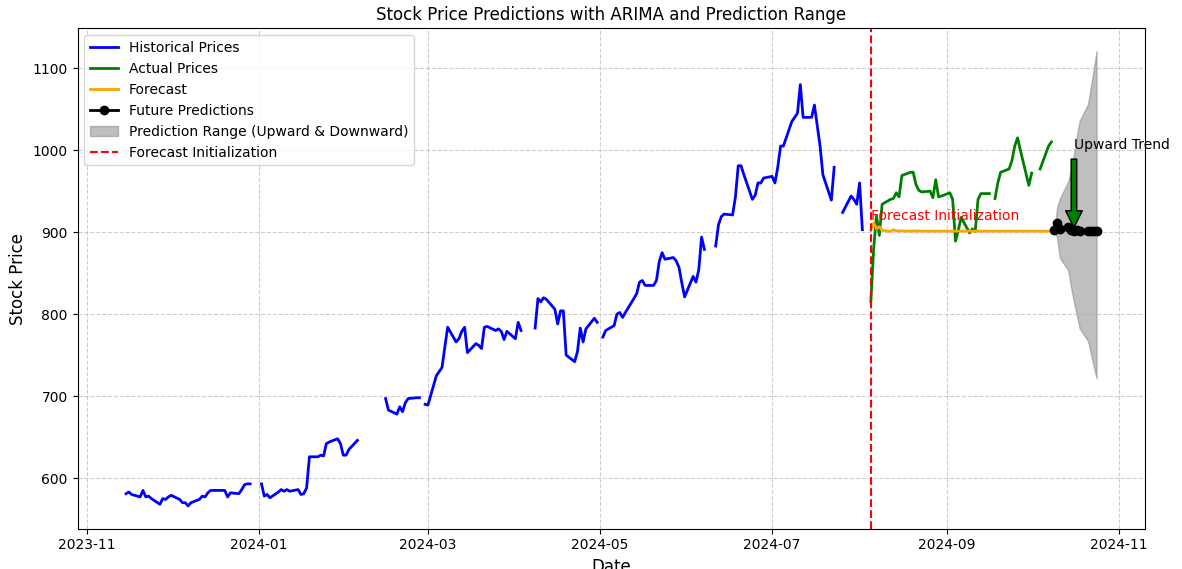 Stock Price Predictions with ARIMA and Prediction Range
Historical Prices
Actual Prices
Forecast
Future Predictions
Prediction Range (Upward & Downward)
Forecast Initialization
Upward Trend
Forecast Initialization
Stock Price
1100
1000
900
800
700
600
2023-11
2024-01
2024-03
2024-05
2024-07
2024-09
2024-11
Date